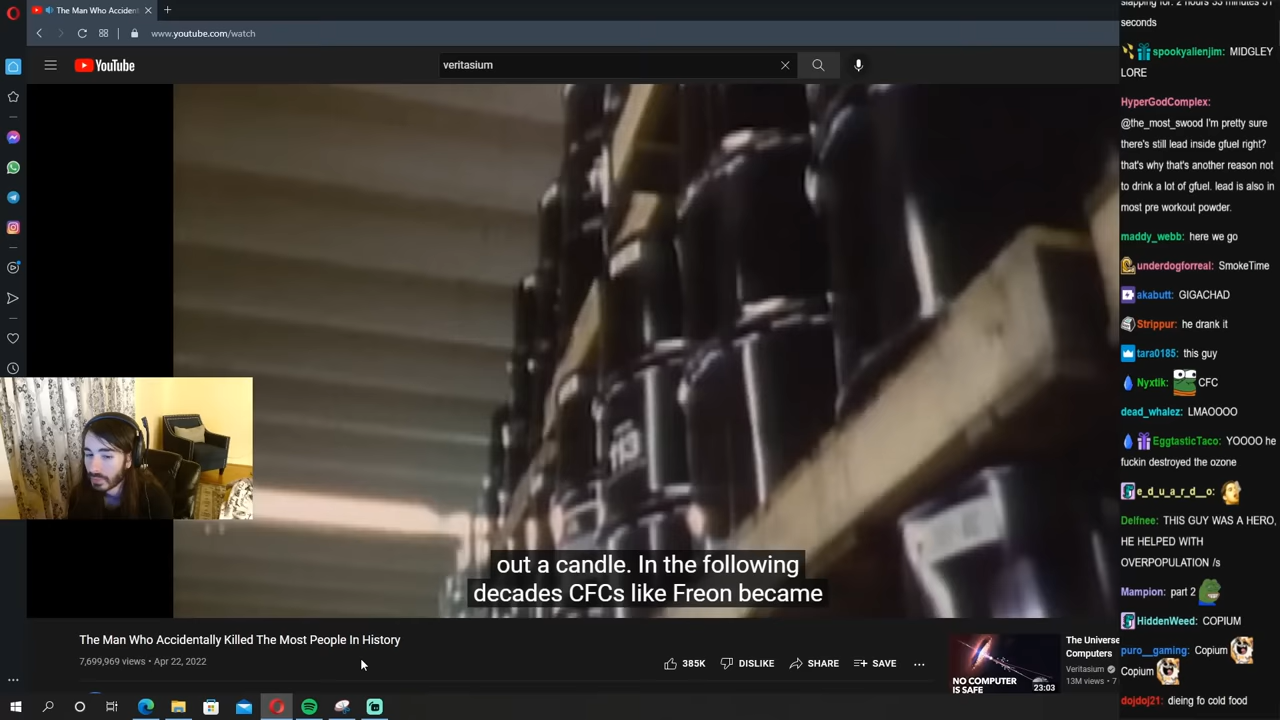 The Man Who Acciden
www.youtube.com/watch
YouTube
veritasium
out a candle. In the following
decades CFCs like Freon became
The Man Who Accidentally Killed The Most People In History
7,699,969 views • Apr 22, 2022
385K
DISLIKE
SHARE
SAVE
NO COMPUTER
IS SAFE
23:03
The Universe
Computers
Veritasium
13M views • 7
slapping for: 2 hours 33 minutes 51
seconds
spookyalienjim: MIDGLEY
LORE
HyperGodComplex:
@the_most_swood I'm pretty sure
there's still lead inside gfuel right?
that's why that's another reason not
to drink a lot of gfuel. lead is also in
most pre workout powder.
maddy_webb: here we go
underdogforreal: SmokeTime
akabutt: GIGACHAD
Strippur: he drank it
tara0185: this guy
Nyxtik: CFC
dead_whalez: LMAOOOO
EggtasticTaco: YOOOO he
fuckin destroyed the ozone
e_d_u_a_r_d__o:
Delfnee: THIS GUY WAS A HERO,
HE HELPED WITH
OVERPOPULATION /s
Mampion: part 2
HiddenWeed: COPIUM
puro__gaming: Copium
Copium
dojdoj21: dieing fo cold food